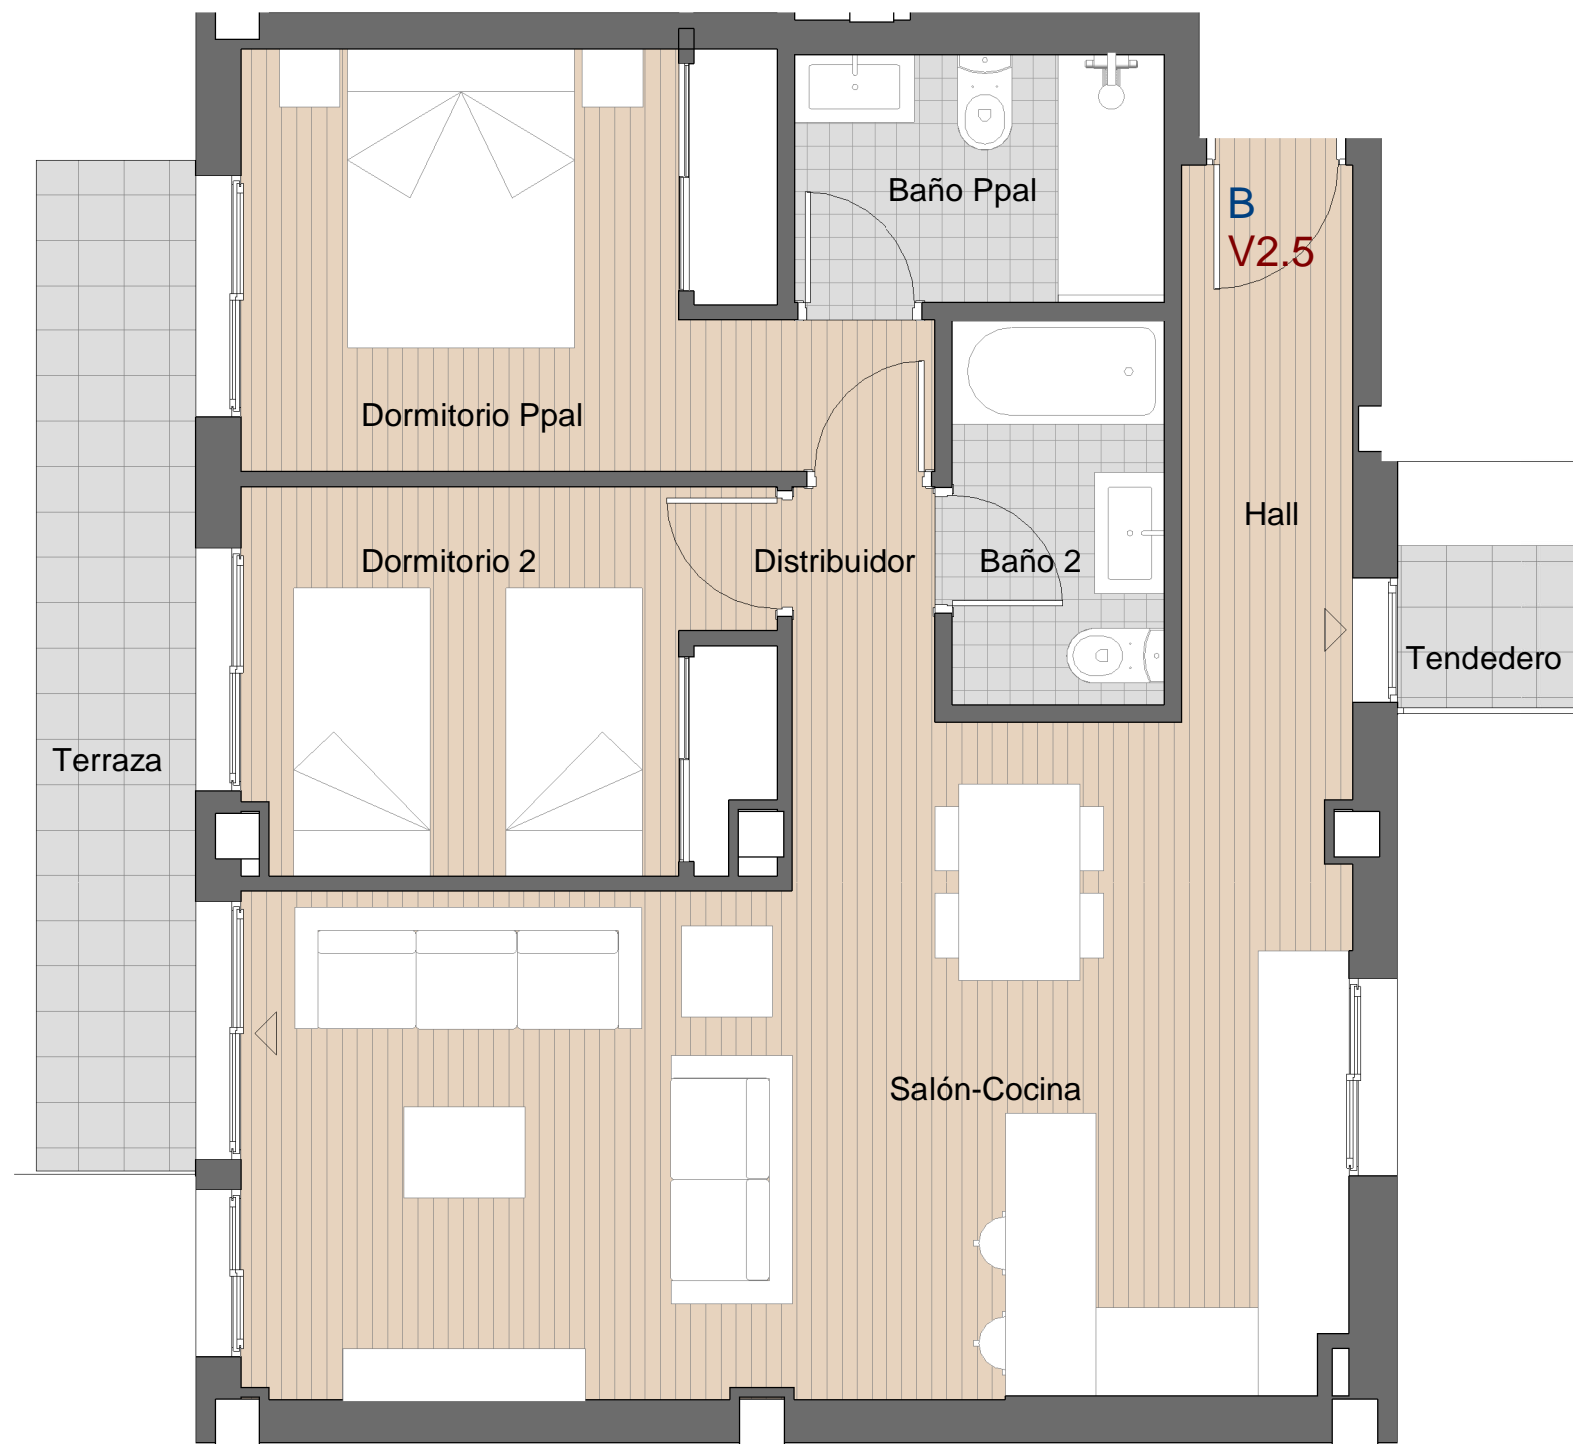 Baño Ppal
B
V2.5
Dormitorio Ppal
Hall
Dormitorio 2
Distribuidor
Baño 2
Tendedero
Terraza
Salón-Cocina